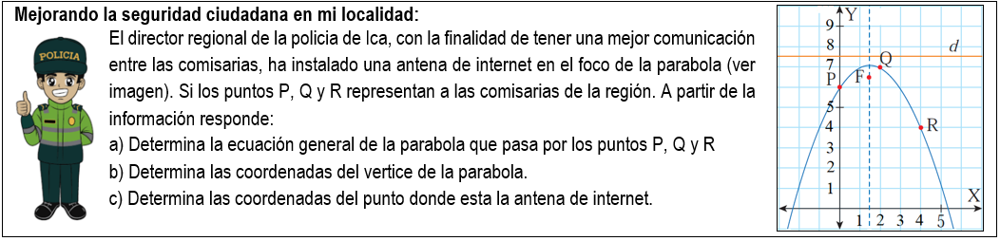 Mejorando la seguridad ciudadana en mi localidad:
El director regional de la policia de Ica, con la finalidad de tener una mejor comunicación
entre las comisarias, ha instalado una antena de internet en el foco de la parabola (ver
imagen). Si los puntos P, Q y R representan a las comisarias de la región. A partir de la
información responde:
a) Determina la ecuación general de la parabola que pasa por los puntos P, Q y R
b) Determina las coordenadas del vertice de la parabola.
c) Determina las coordenadas del punto donde esta la antena de internet.
POLICIA
Y
9
8
d
7
Q
P
F
5
4
R
3
2
1
X
1 2 3 4 5